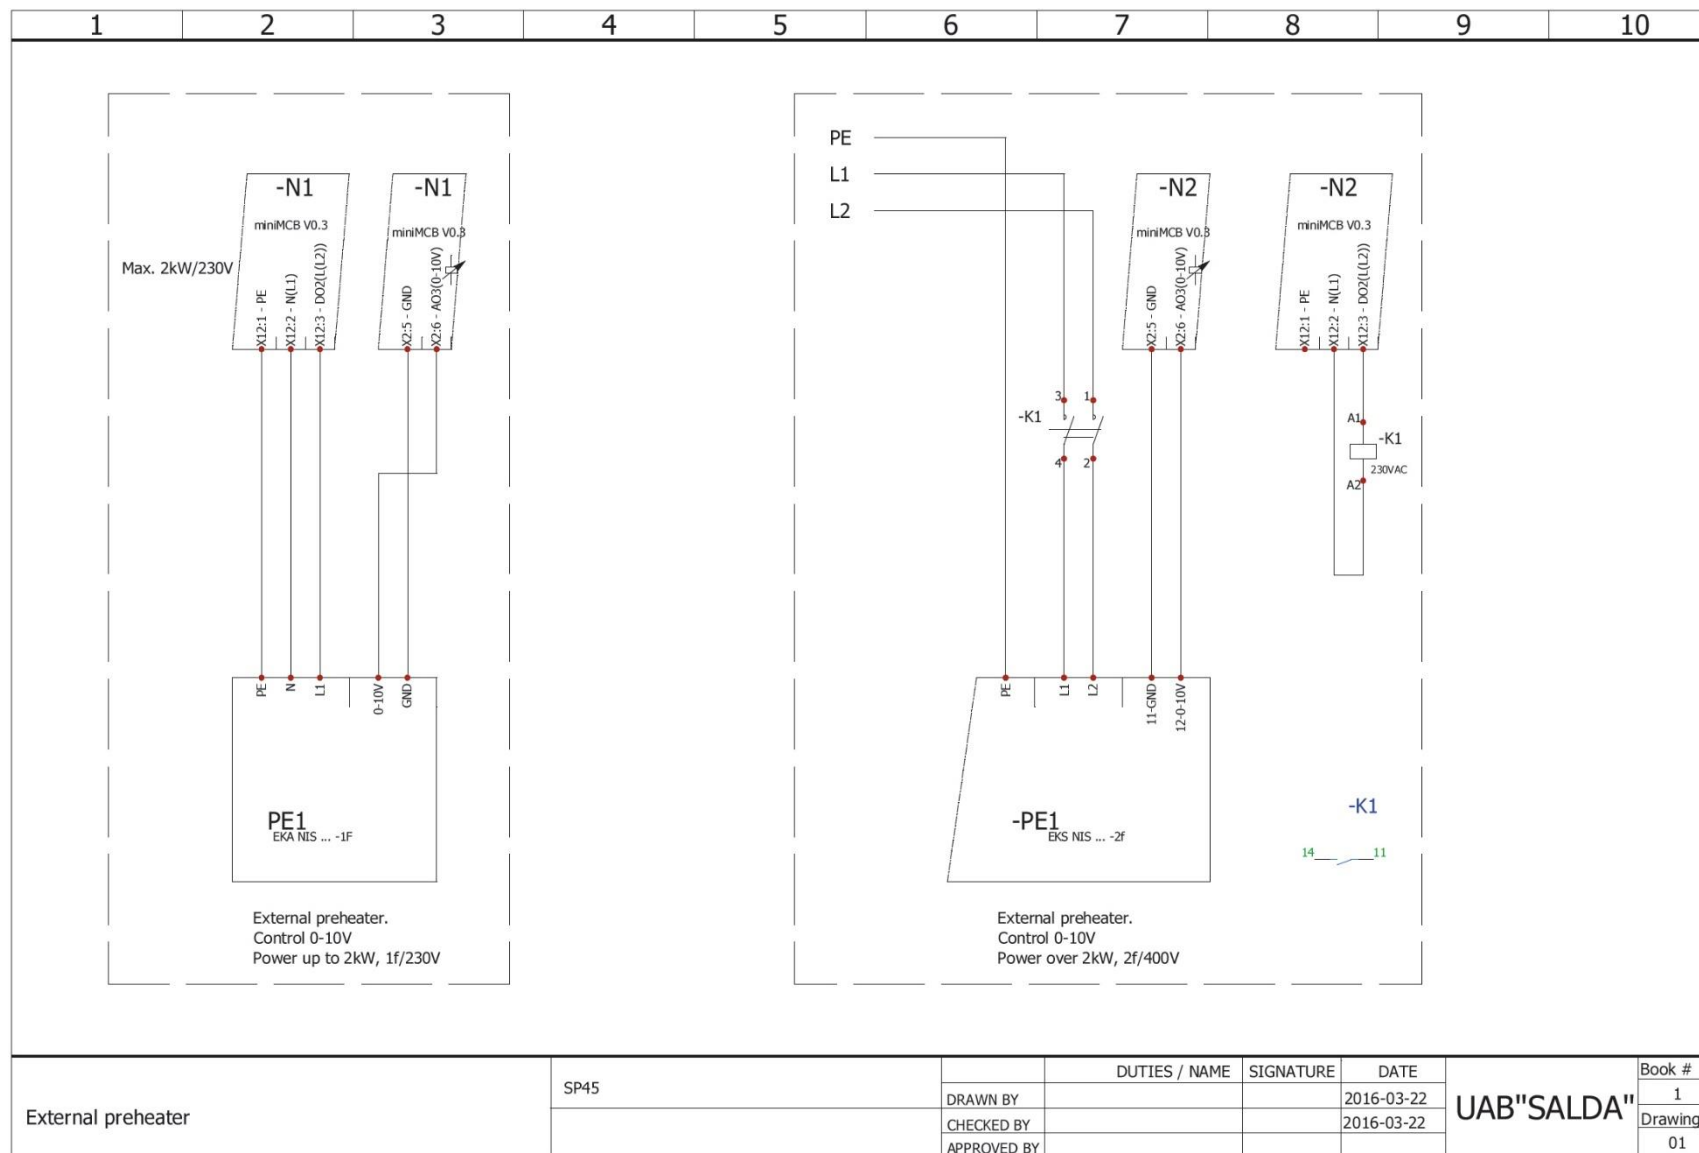 1 2 3 4 5 6 7 8 9 10
-N1
miniMCB V0.3
Max. 2kW/230V
X12:1 - PE
X12:2 - N(L1)
X12:3 - DO2(L(L2))
-N1
miniMCB V0.3
X2:5 - GND
X2:6 - AO3(0-10V)
PE
N
L1
0-10V
GND
PE1
EKA NIS ... -1F
External preheater.
Control 0-10V
Power up to 2kW, 1f/230V
PE
L1
L2
-N2
miniMCB V0.3
X2:5 - GND
X2:6 - AO3(0-10V)
-N2
miniMCB V0.3
X12:1 - PE
X12:2 - N(L1)
X12:3 - DO2(L(L2))
3
1
-K1
4
2
A1
-K1
230VAC
A2
PE
L1
L2
11-GND
12-0-10V
-PE1
EKS NIS ... -2f
-K1
14
11
External preheater.
Control 0-10V
Power over 2kW, 2f/400V
External preheater
SP45
DUTIES / NAME SIGNATURE DATE
DRAWN BY 2016-03-22
CHECKED BY 2016-03-22
APPROVED BY
UAB"SALDA"
Book #
1
Drawing
01